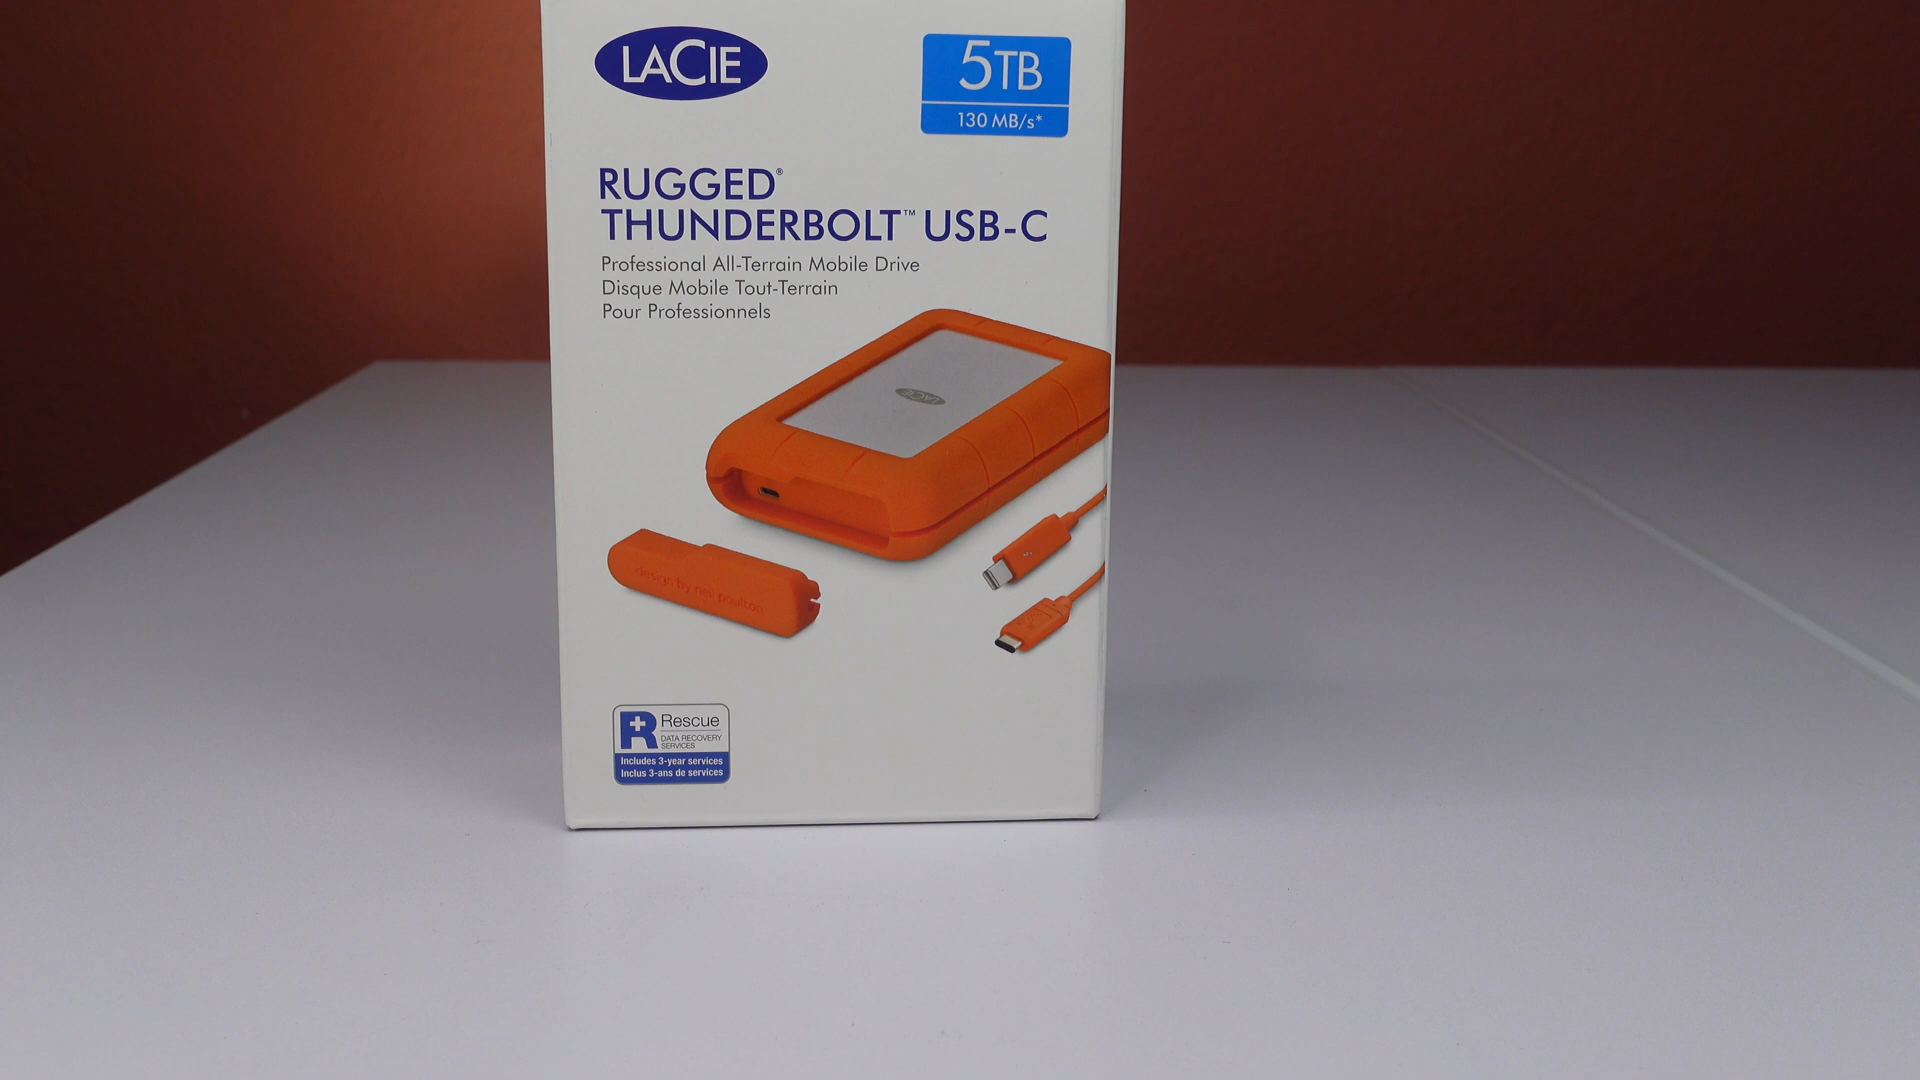 LACIE
5TB
130 MB/s*
RUGGED®
THUNDERBOLT™ USB-C
Professional All-Terrain Mobile Drive
Disque Mobile Tout-Terrain
Pour Professionnels
LACIE
design by neil poulton
R Rescue
DATA RECOVERY
SERVICES
Includes 3-year services
Inclus 3-ans de services